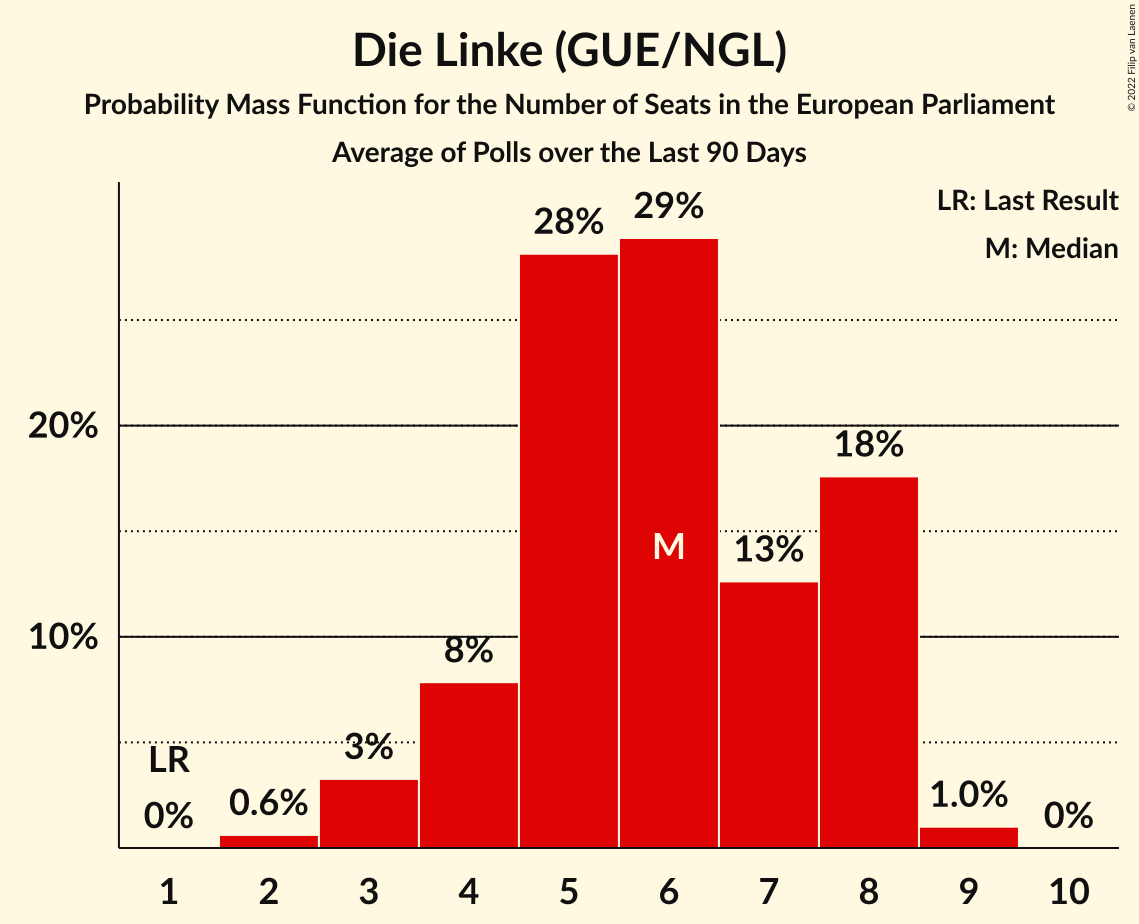 Die Linke (GUE/NGL)
Probability Mass Function for the Number of Seats in the European Parliament
Average of Polls over the Last 90 Days
© 2022 Filip van Laenen
LR: Last Result
M: Median
20%
10%
LR
0%
0.6%
3%
8%
28%
29%
M
13%
18%
1.0%
0%
1 2 3 4 5 6 7 8 9 10